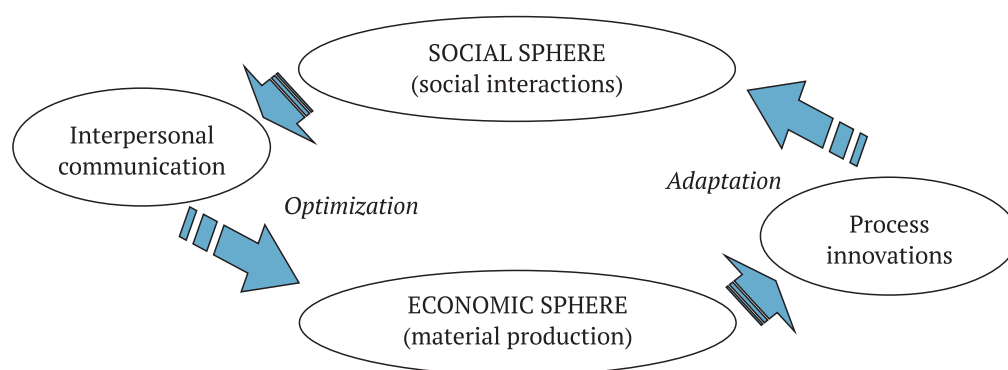 SOCIAL SPHERE
(social interactions)
Interpersonal
communication
Optimization
Adaptation
Process
innovations
ECONOMIC SPHERE
(material production)